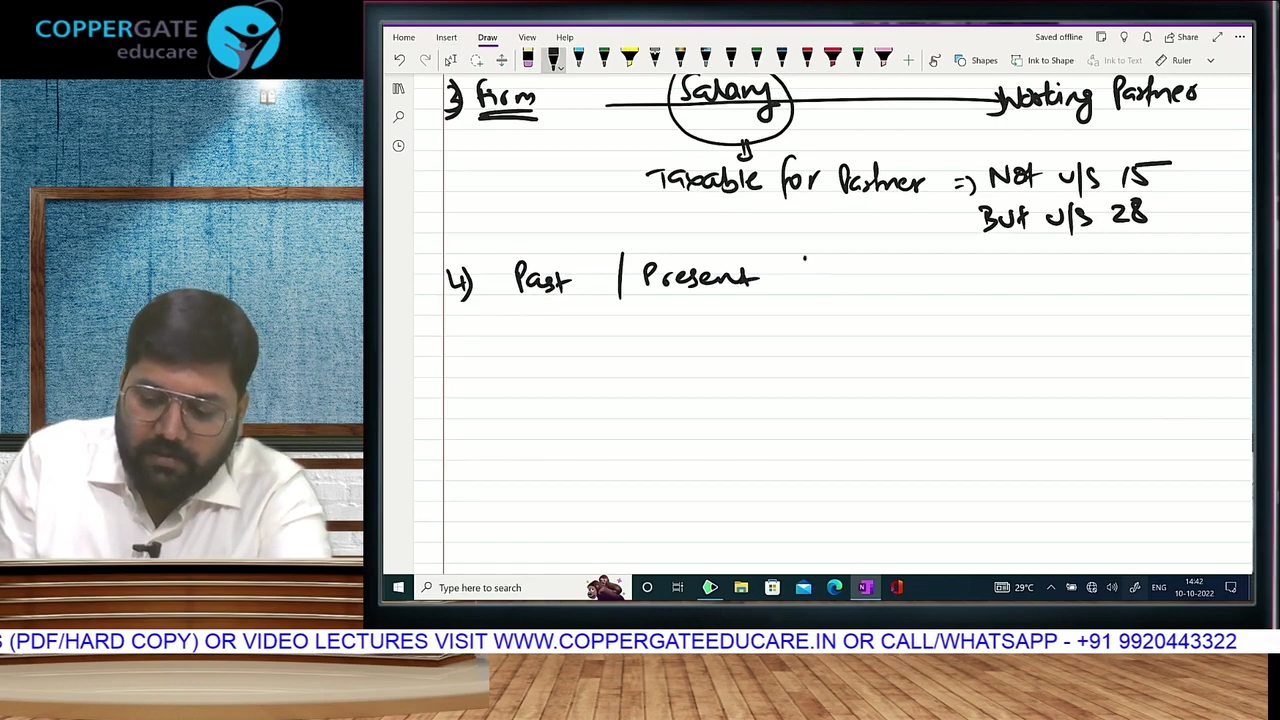 COPPERGATE
educare
Home Insert Draw View Help
Saved offline
Share
Shapes
Ink to Shape
Ink to Text
Ruler
3) Firm Salary Working Partner
Taxable for Partner => Not u/s 15
But u/s 28
4) Past | Present
Type here to search
29°C
ENG
14:42
10-10-2022
S (PDF/HARD COPY) OR VIDEO LECTURES VISIT WWW.COPPERGATEEDUCARE.IN OR CALL/WHATSAPP - +91 9920443322